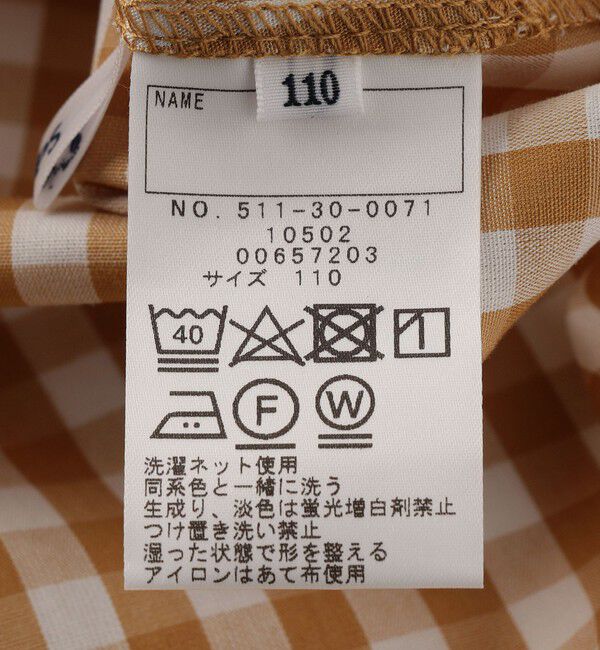 110
NAME
NO. 511-30-0071
10502
00657203
サイズ 110
40
1
F
W
洗濯ネット使用
同系色と一緒に洗う
生成り、淡色は蛍光増白剤禁止
つけ置き洗い禁止
湿った状態で形を整える
アイロンはあて布使用